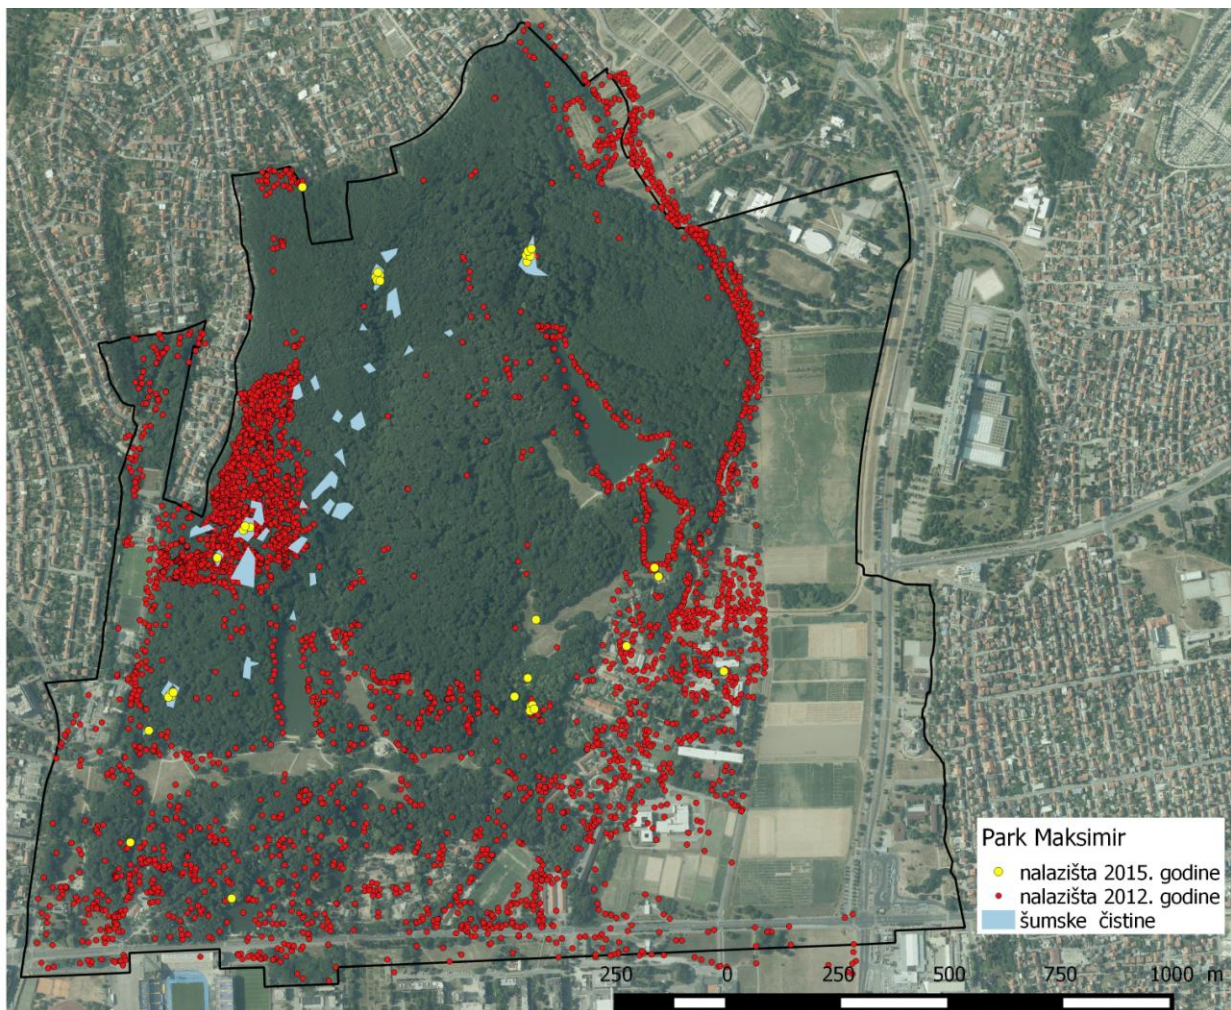 Park Maksimir
nalazišta 2015. godine
nalazišta 2012. godine
šumske čistine
250 0 250 500 750 1000 m